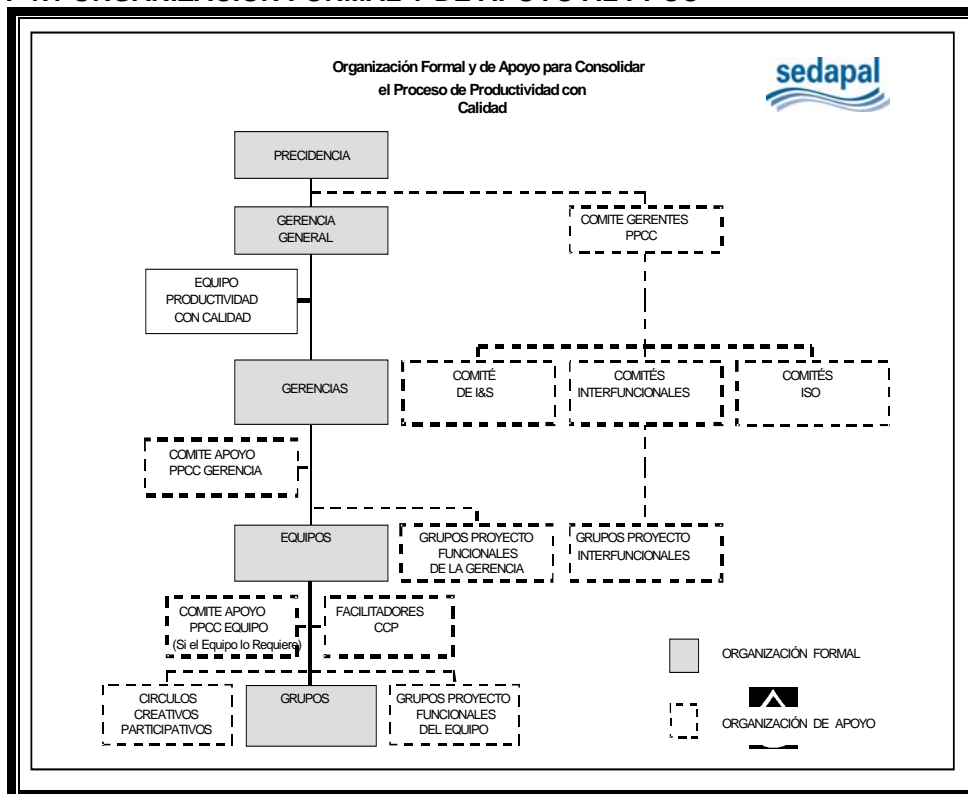 Organización Formal y de Apoyo para Consolidar
el Proceso de Productividad con
Calidad
sedapal
PRECIDENCIA
GERENCIA
GENERAL
COMITE GERENTES
PPCC
EQUIPO
PRODUCTIVIDAD
CON CALIDAD
GERENCIAS
COMITÉ
DE I&S
COMITÉS
INTERFUNCIONALES
COMITÉS
ISO
COMITE APOYO
PPCC GERENCIA
EQUIPOS
GRUPOS PROYECTO
FUNCIONALES
DE LA GERENCIA
GRUPOS PROYECTO
INTERFUNCIONALES
COMITE APOYO
PPCC EQUIPO
(Si el Equipo lo Requiere)
FACILITADORES
CCP
CIRCULOS
CREATIVOS
PARTICIPATIVOS
GRUPOS
GRUPOS PROYECTO
FUNCIONALES
DEL EQUIPO
ORGANIZACIÓN FORMAL
ORGANIZACIÓN DE APOYO